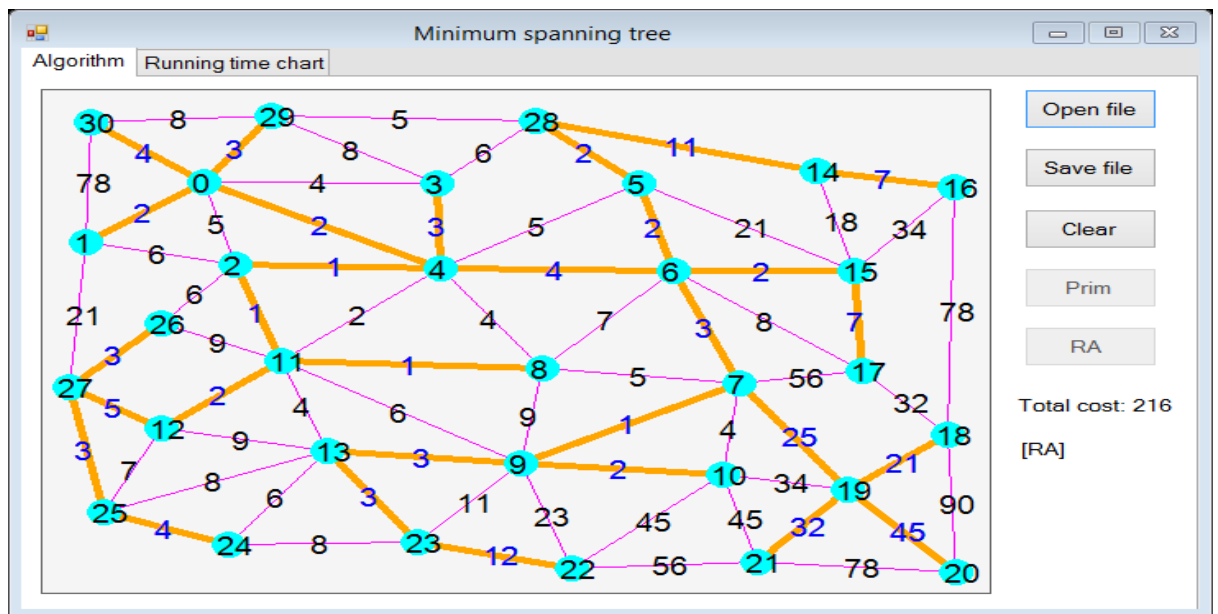 Minimum spanning tree
Algorithm Running time chart
30 8 29 5 28
4 3 8 6 2 11
78 0 4 3 5 14 7 16
2 5 2 3 5 2 21 18 34
1 6 2 1 4 4 6 2 15
21 6 1 2 4 7 3 8 7 78
3 26 9 11 1 8 5 7 56 17
27 5 2 4 6 9 1 4 25 32
3 12 9 13 3 9 2 10 34 21 18
7 8 6 3 11 23 45 45 19 32 45 90
25 4 24 8 23 12 22 56 21 78 20
Open file
Save file
Clear
Prim
RA
Total cost: 216
[RA]